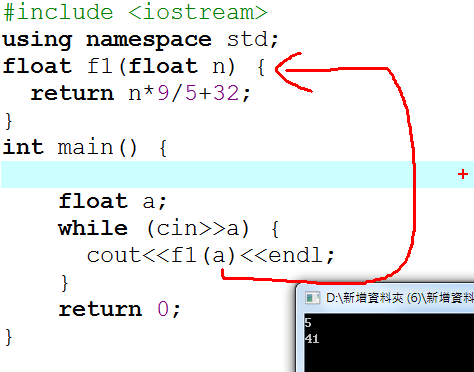 #include <iostream>
using namespace std;
float f1(float n) {
return n*9/5+32;
}
int main() {
float a;
while (cin>>a) {
cout<<f1(a)<<endl;
}
return 0;
}
D:\新增資料夾 (6)\新增資料
5
41